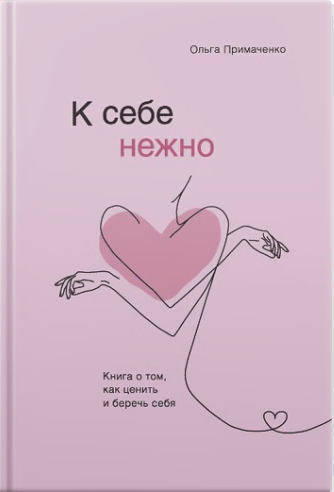 Ольга Примаченко
К себе
нежно
Книга о том,
как ценить
и беречь себя